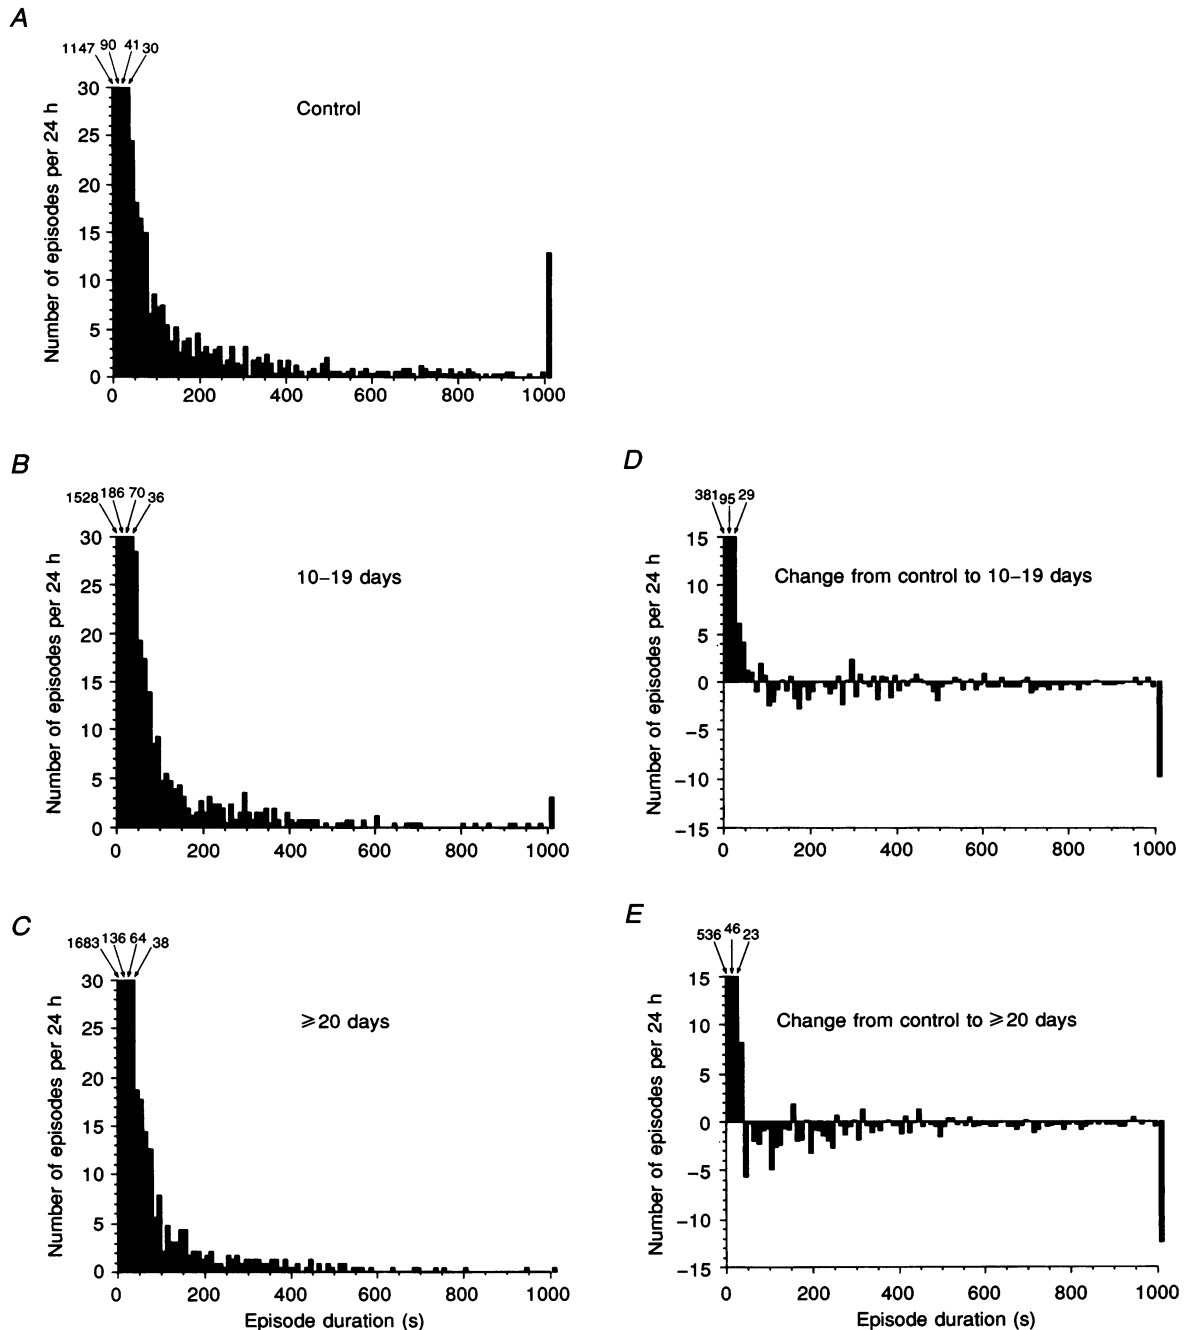 A
1147 90 41 30
Number of episodes per 24 h
30
25
20
15
10
5
0
Control
0 200 400 600 800 1000
B
1528 186 70 36
Number of episodes per 24 h
30
25
20
15
10
5
0
10–19 days
0 200 400 600 800 1000
D
381 95 29
Number of episodes per 24 h
15
10
5
0
−5
−10
−15
Change from control to 10–19 days
0 200 400 600 800 1000
C
1683 136 64 38
Number of episodes per 24 h
30
25
20
15
10
5
0
⩾20 days
0 200 400 600 800 1000
Episode duration (s)
E
536 46 23
Number of episodes per 24 h
15
10
5
0
−5
−10
−15
Change from control to ⩾20 days
0 200 400 600 800 1000
Episode duration (s)